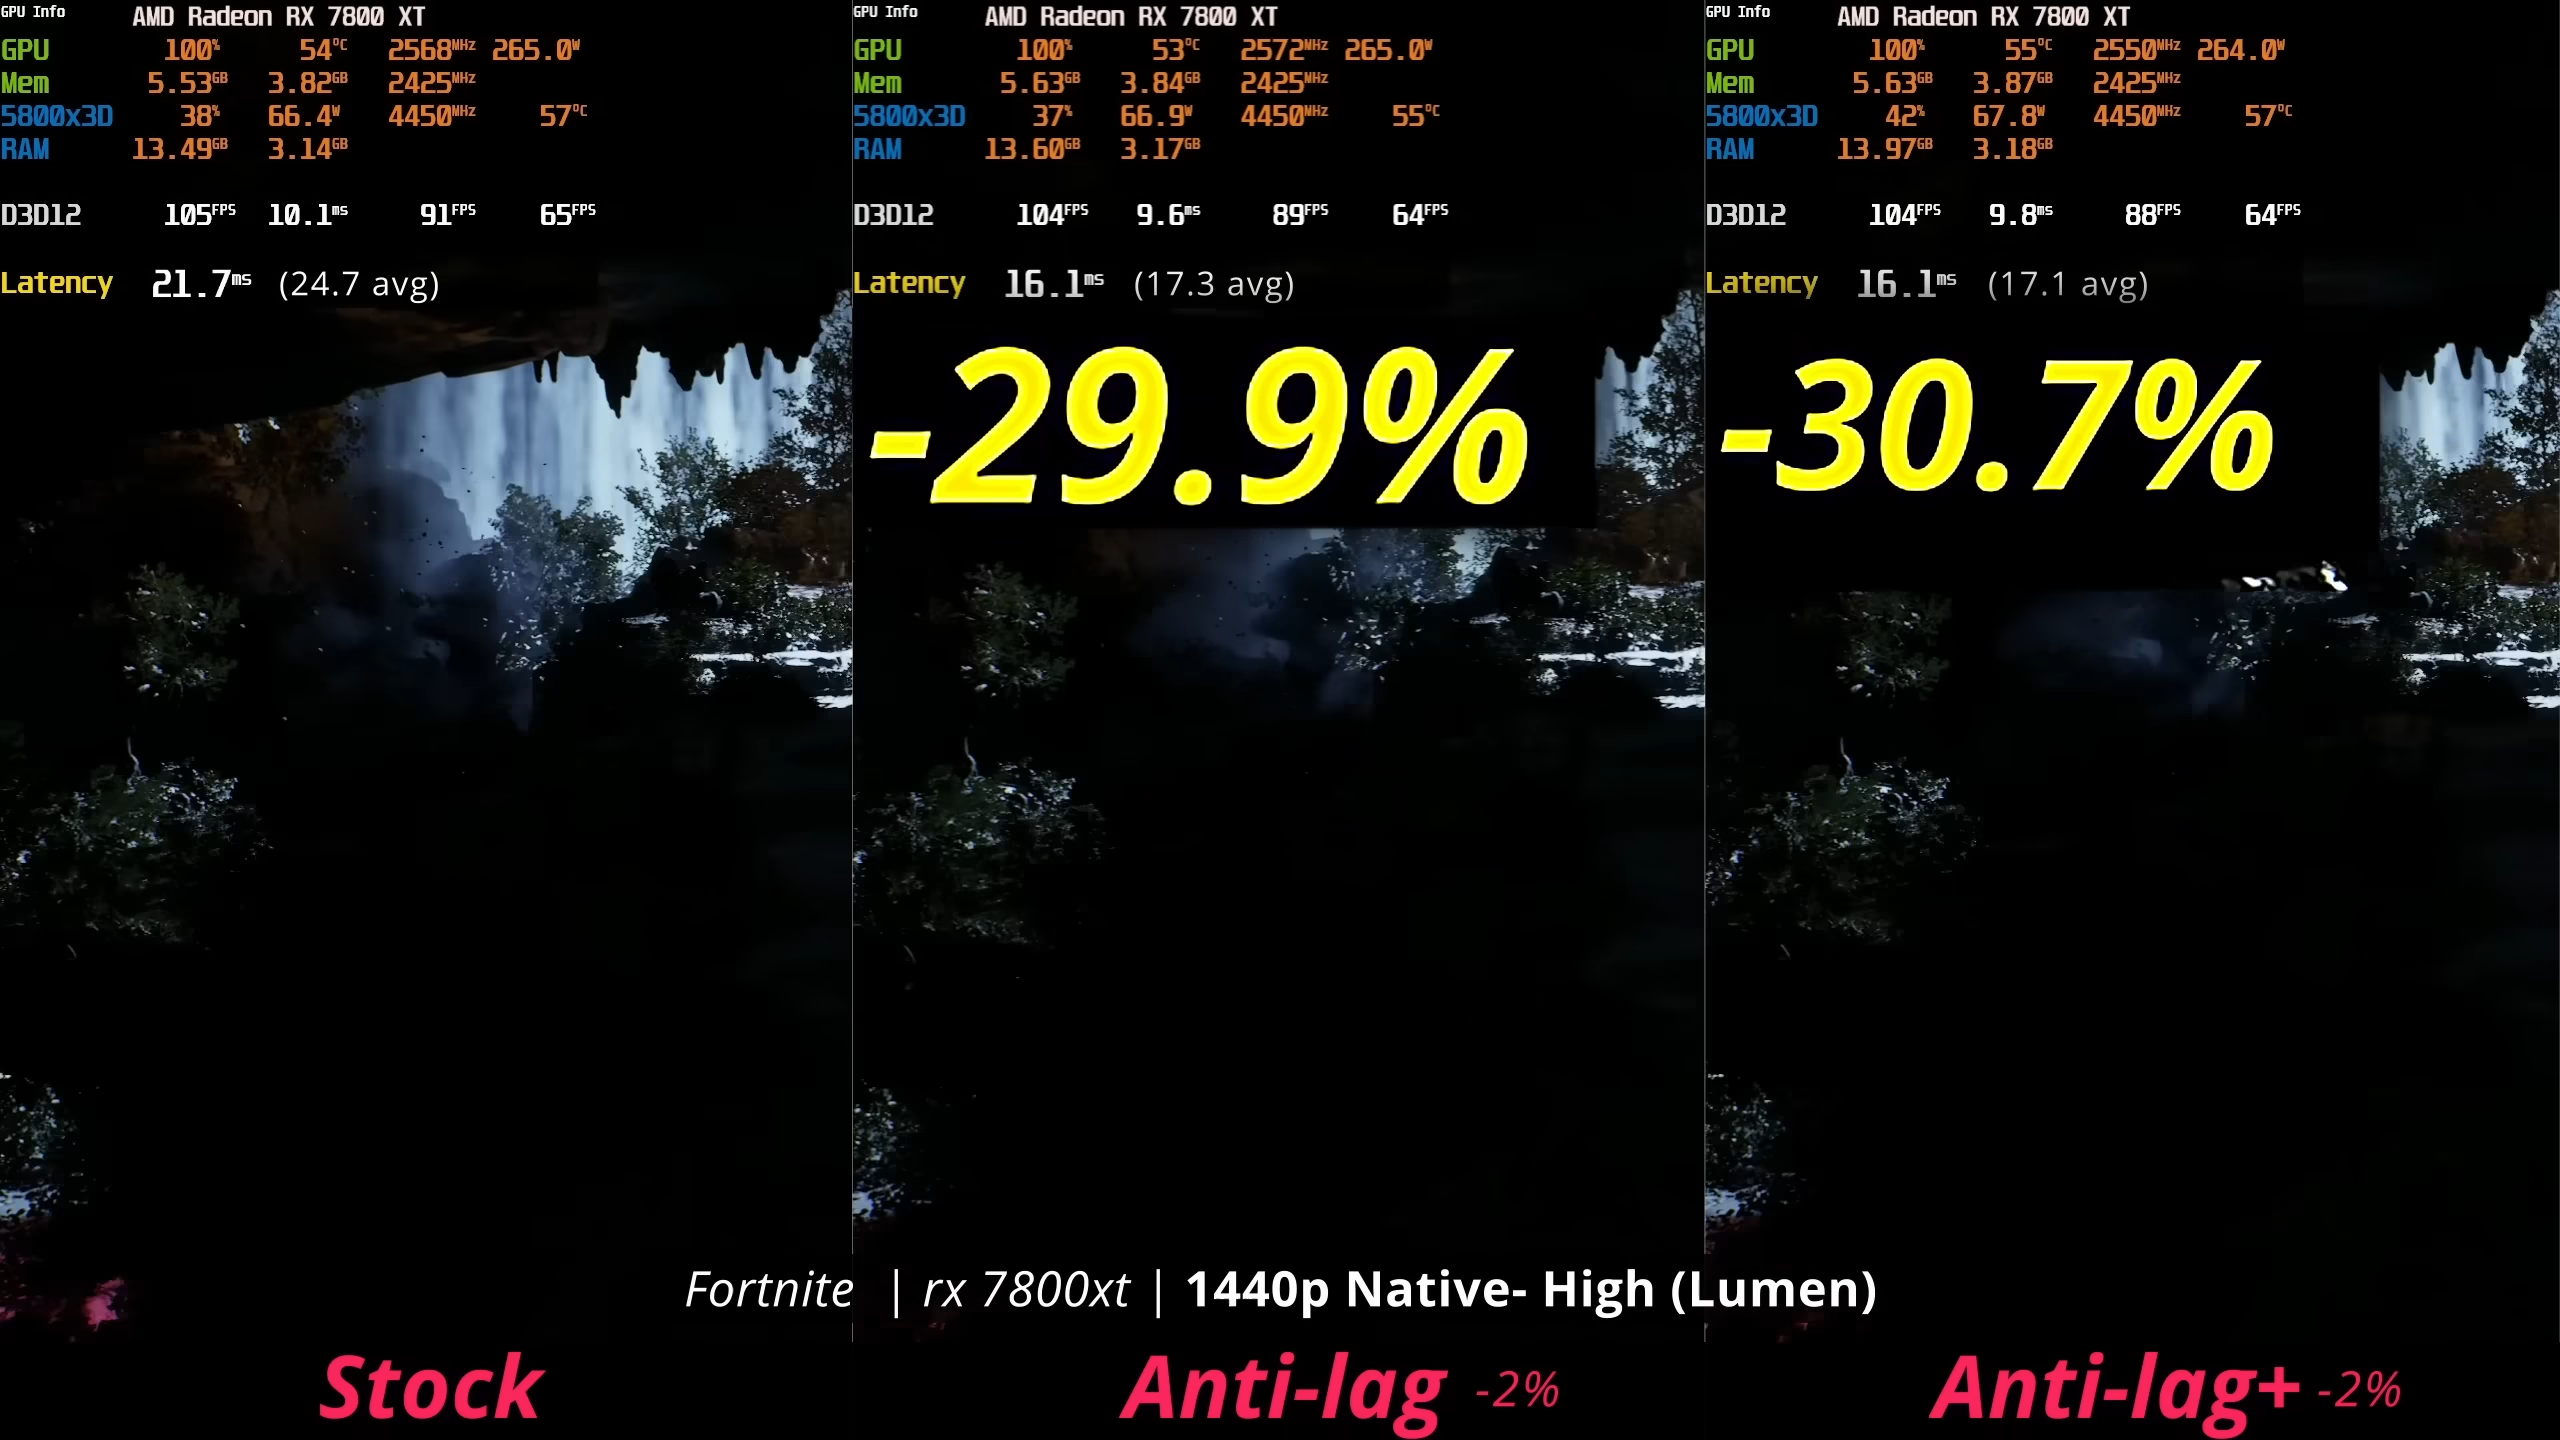 GPU Info AMD Radeon RX 7800 XT
GPU 100% 54°C 2568MHz 265.0W
Mem 5.53GB 3.82GB 2425MHz
5800x3D 38% 66.4W 4450MHz 57°C
RAM 13.49GB 3.14GB
D3D12 105FPS 10.1ms 91FPS 65FPS
Latency 21.7ms (24.7 avg)
GPU Info AMD Radeon RX 7800 XT
GPU 100% 53°C 2572MHz 265.0W
Mem 5.63GB 3.84GB 2425MHz
5800x3D 37% 66.9W 4450MHz 55°C
RAM 13.60GB 3.17GB
D3D12 104FPS 9.6ms 89FPS 64FPS
Latency 16.1ms (17.3 avg)
-29.9%
GPU Info AMD Radeon RX 7800 XT
GPU 100% 55°C 2550MHz 264.0W
Mem 5.63GB 3.87GB 2425MHz
5800x3D 42% 67.8W 4450MHz 57°C
RAM 13.97GB 3.18GB
D3D12 104FPS 9.8ms 88FPS 64FPS
Latency 16.1ms (17.1 avg)
-30.7%
Fortnite | rx 7800xt | 1440p Native- High (Lumen)
Stock
Anti-lag -2%
Anti-lag+ -2%